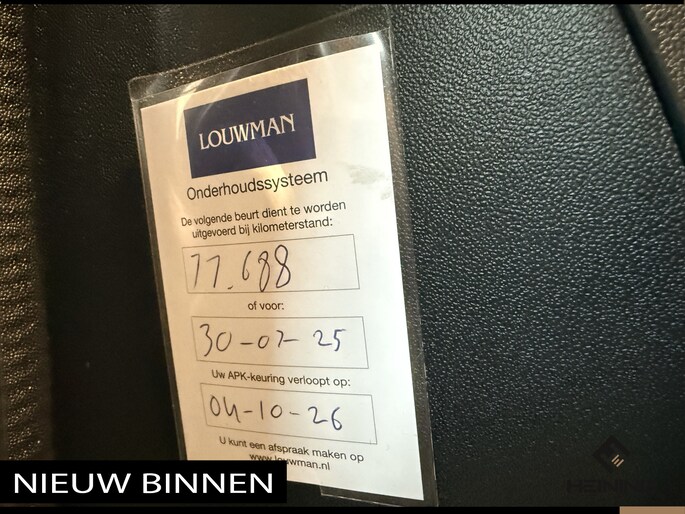 LOUWMAN
Onderhoudssysteem
De volgende beurt dient te worden
uitgevoerd bij kilometerstand:
77.688
of voor:
30-07-25
Uw APK-keuring verloopt op:
04-10-26
U kunt een afspraak maken op
www.louwman.nl
NIEUW BINNEN